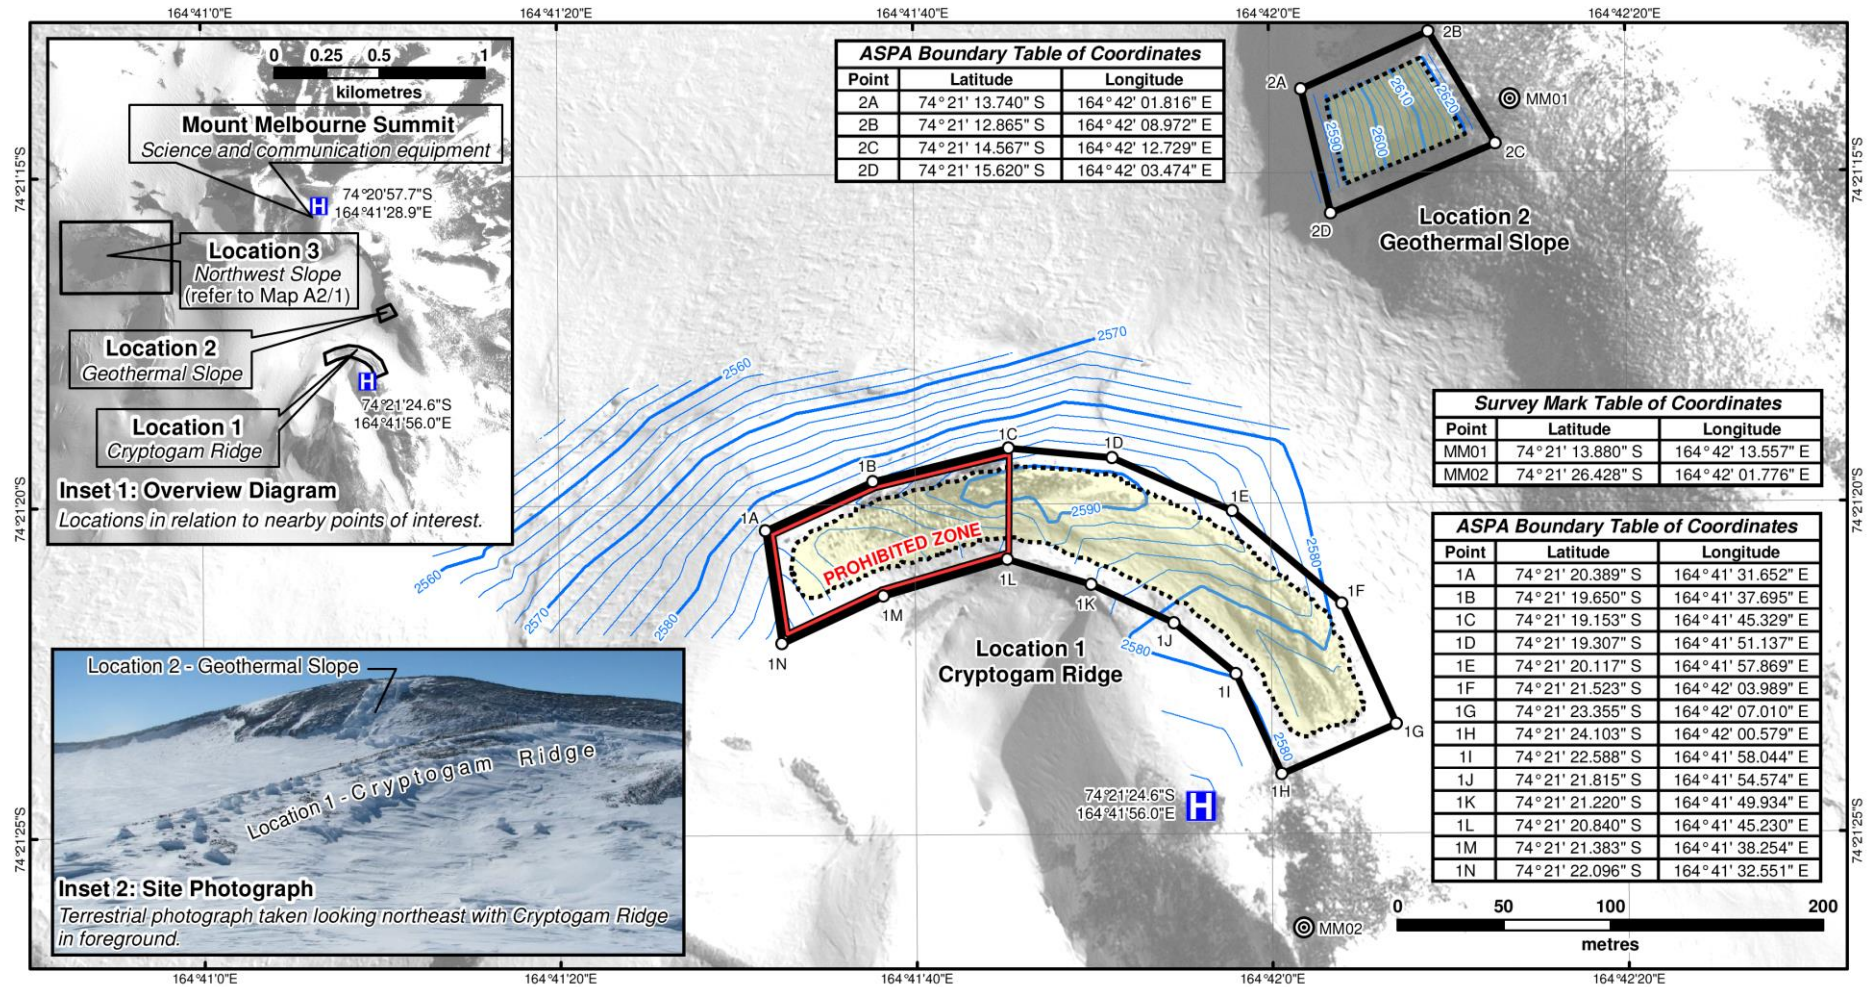 164°41'0"E
164°41'20"E
164°41'40"E
164°42'0"E
164°42'20"E
74°21'15"S
74°21'20"S
74°21'25"S
0 0.25 0.5 1
kilometres
Mount Melbourne Summit
Science and communication equipment
H
74°20'57.7"S
164°41'28.9"E
Location 3
Northwest Slope
(refer to Map A2/1)
Location 2
Geothermal Slope
H
74°21'24.6"S
164°41'56.0"E
Location 1
Cryptogam Ridge
Inset 1: Overview Diagram
Locations in relation to nearby points of interest.
ASPA Boundary Table of Coordinates
Point Latitude Longitude
2A 74°21' 13.740" S 164°42' 01.816" E
2B 74°21' 12.865" S 164°42' 08.972" E
2C 74°21' 14.567" S 164°42' 12.729" E
2D 74°21' 15.620" S 164°42' 03.474" E
2B
2A
MM01
2C
2D
2590
2600
2610
2620
Location 2
Geothermal Slope
2560
2570
2560
2570
2580
2590
2580
2580
2580
1A
1B
1C
1D
1E
1F
1G
1H
1I
1J
1K
1L
1M
1N
PROHIBITED ZONE
Location 1
Cryptogam Ridge
74°21'24.6"S
164°41'56.0"E
H
MM02
Survey Mark Table of Coordinates
Point Latitude Longitude
MM01 74°21' 13.880" S 164°42' 13.557" E
MM02 74°21' 26.428" S 164°42' 01.776" E
ASPA Boundary Table of Coordinates
Point Latitude Longitude
1A 74°21' 20.389" S 164°41' 31.652" E
1B 74°21' 19.650" S 164°41' 37.695" E
1C 74°21' 19.153" S 164°41' 45.329" E
1D 74°21' 19.307" S 164°41' 51.137" E
1E 74°21' 20.117" S 164°41' 57.869" E
1F 74°21' 21.523" S 164°42' 03.989" E
1G 74°21' 23.355" S 164°42' 07.010" E
1H 74°21' 24.103" S 164°42' 00.579" E
1I 74°21' 22.588" S 164°41' 58.044" E
1J 74°21' 21.815" S 164°41' 54.574" E
1K 74°21' 21.220" S 164°41' 49.934" E
1L 74°21' 20.840" S 164°41' 45.230" E
1M 74°21' 21.383" S 164°41' 38.254" E
1N 74°21' 22.096" S 164°41' 32.551" E
0 50 100 200
metres
Location 2 - Geothermal Slope
Location 1 - Cryptogam Ridge
Inset 2: Site Photograph
Terrestrial photograph taken looking northeast with Cryptogam Ridge
in foreground.
74°21'15"S
74°21'20"S
74°21'25"S
164°41'0"E
164°41'20"E
164°41'40"E
164°42'0"E
164°42'20"E